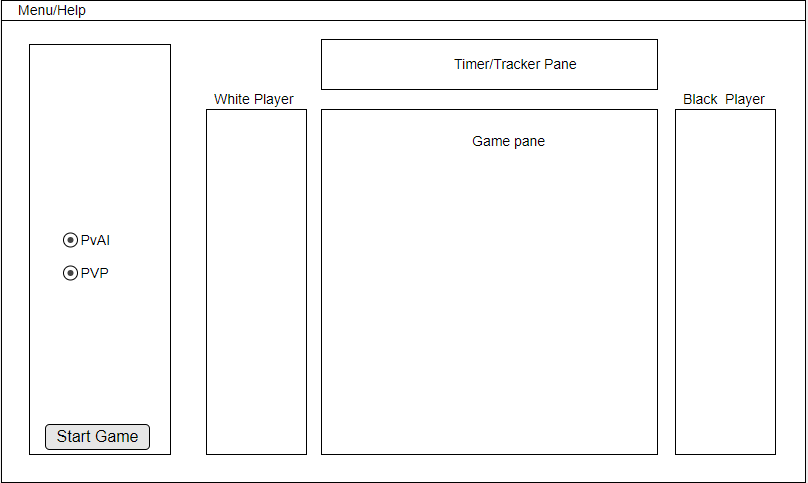 Menu/Help
Timer/Tracker Pane
White Player
Black  Player
Game pane
PvAI
PVP
Start Game